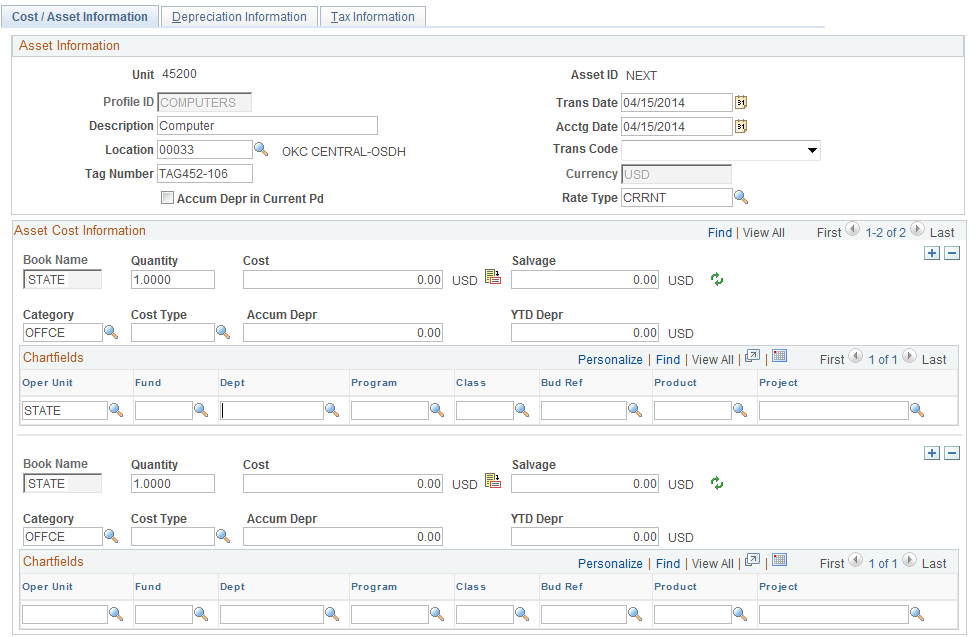 Cost / Asset Information Depreciation Information Tax Information
Asset Information
Unit 45200 Asset ID NEXT
Profile ID COMPUTERS Trans Date 04/15/2014 31
Description Computer Acctg Date 04/15/2014 31
Location 00033 OKC CENTRAL-OSDH Trans Code
Tag Number TAG452-106 Currency USD
Accum Depr in Current Pd Rate Type CRRNT
Asset Cost Information Find | View All First 1-2 of 2 Last
Book Name Quantity Cost Salvage
STATE 1.0000 0.00 USD 0.00 USD
Category Cost Type Accum Depr YTD Depr
OFFCE 0.00 0.00 USD
Chartfields Personalize | Find | View All | | First 1 of 1 Last
Oper Unit Fund Dept Program Class Bud Ref Product Project
STATE
Book Name Quantity Cost Salvage
STATE 1.0000 0.00 USD 0.00 USD
Category Cost Type Accum Depr YTD Depr
OFFCE 0.00 0.00 USD
Chartfields Personalize | Find | View All | | First 1 of 1 Last
Oper Unit Fund Dept Program Class Bud Ref Product Project